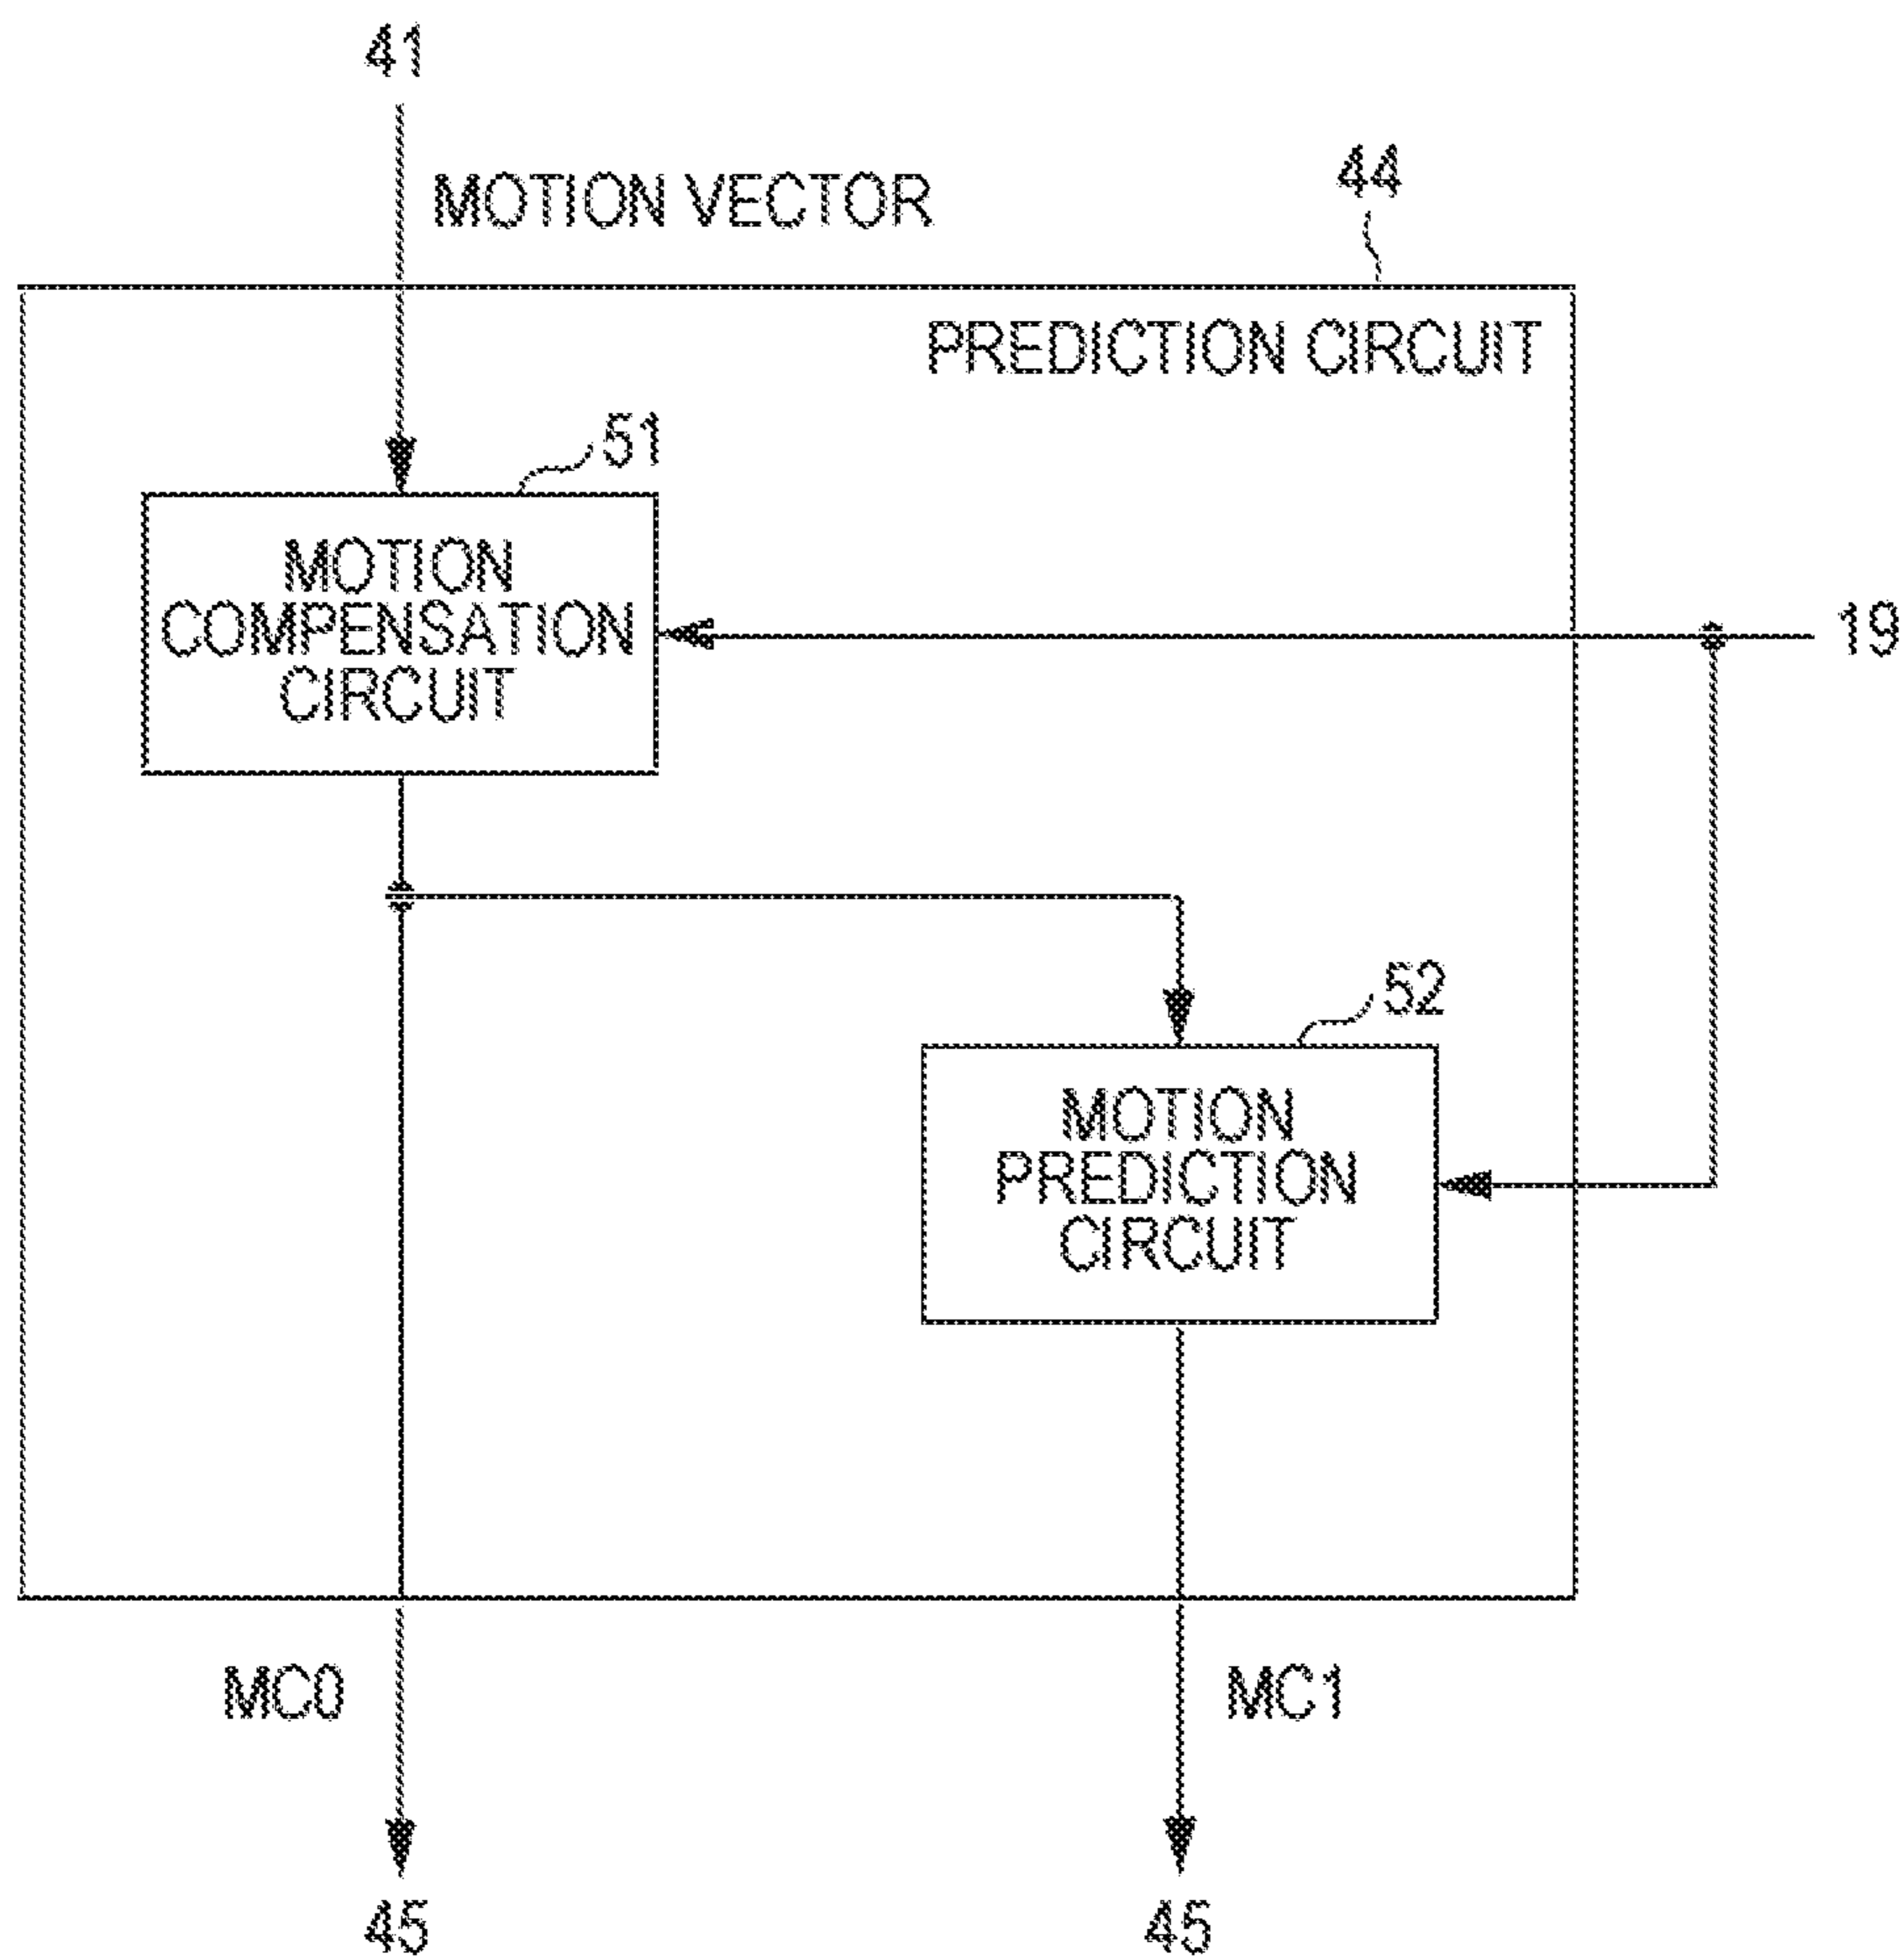 41
MOTION VECTOR
44
PREDICTION CIRCUIT
51
MOTION
COMPENSATION
CIRCUIT
19
52
MOTION
PREDICTION
CIRCUIT
MC0
MC1
45
45